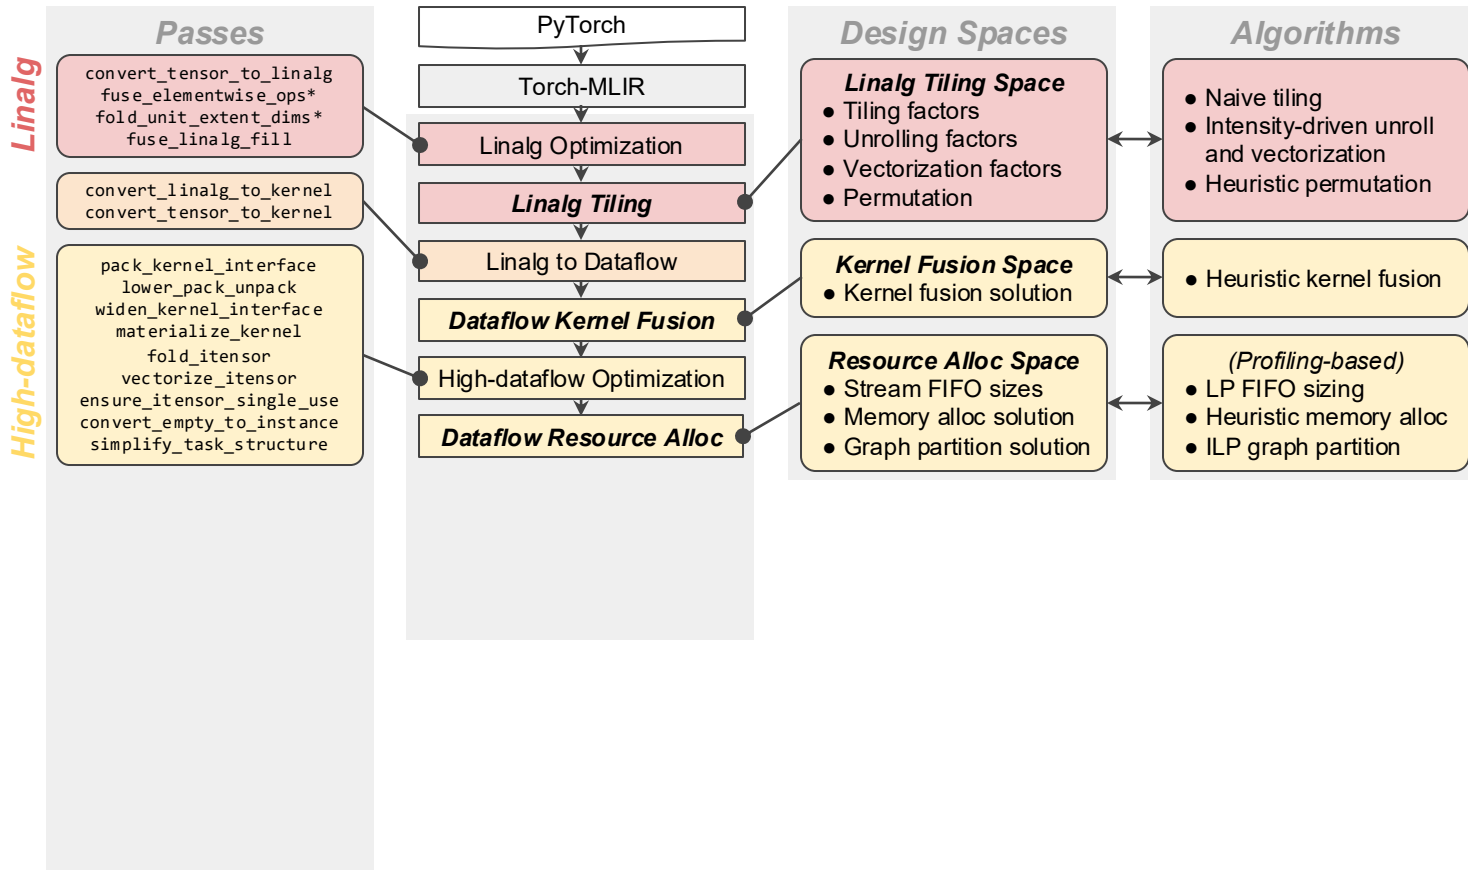 Passes
Linalg
convert_tensor_to_linalg
fuse_elementwise_ops*
fold_unit_extent_dims*
fuse_linalg_fill
convert_linalg_to_kernel
convert_tensor_to_kernel
High-dataflow
pack_kernel_interface
lower_pack_unpack
widen_kernel_interface
materialize_kernel
fold_itensor
vectorize_itensor
ensure_itensor_single_use
convert_empty_to_instance
simplify_task_structure
PyTorch
Torch-MLIR
Linalg Optimization
Linalg Tiling
Linalg to Dataflow
Dataflow Kernel Fusion
High-dataflow Optimization
Dataflow Resource Alloc
Design Spaces
Linalg Tiling Space
● Tiling factors
● Unrolling factors
● Vectorization factors
● Permutation
Kernel Fusion Space
● Kernel fusion solution
Resource Alloc Space
● Stream FIFO sizes
● Memory alloc solution
● Graph partition solution
Algorithms
● Naive tiling
● Intensity-driven unroll
and vectorization
● Heuristic permutation
● Heuristic kernel fusion
(Profiling-based)
● LP FIFO sizing
● Heuristic memory alloc
● ILP graph partition